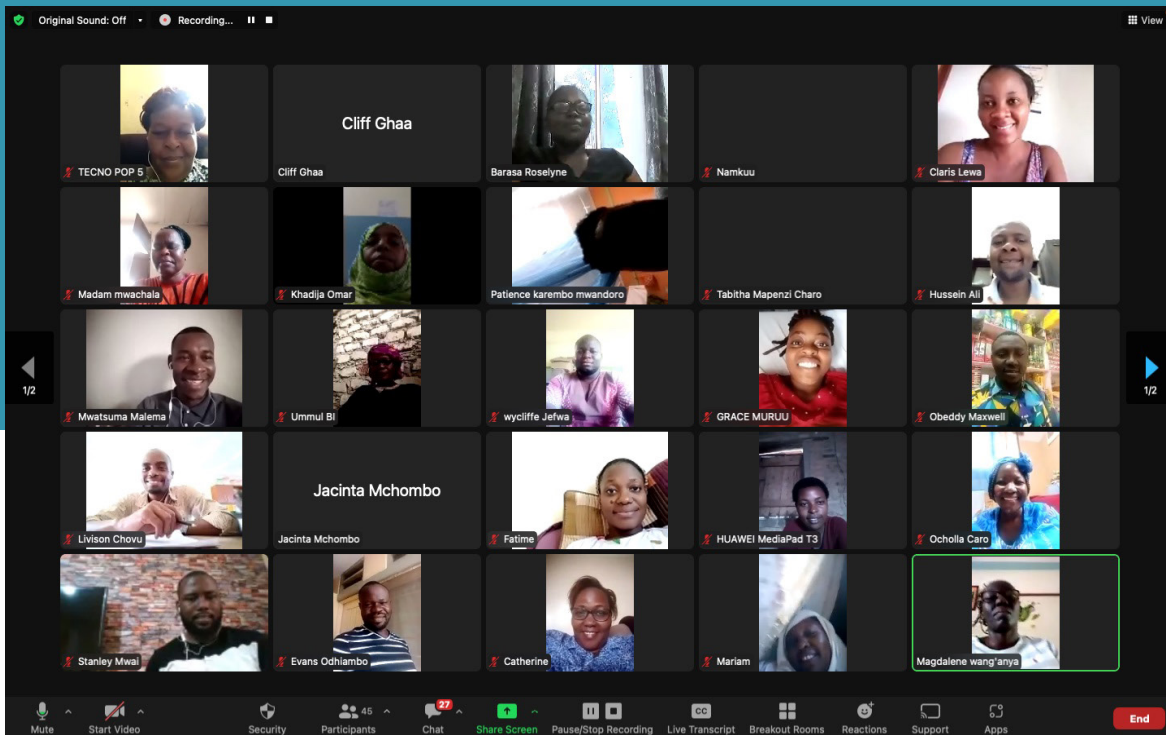 Original Sound: Off
Recording...
View
TECNO POP 5
Cliff Ghaa
Cliff Ghaa
Barasa Roselyne
Namkuu
Claris Lewa
Madam mwachala
Khadija Omar
Patience karembo mwandoro
Tabitha Mapenzi Charo
Hussein Ali
1/2
1/2
Mwatsuma Malema
Ummul BI
wycliffe Jefwa
GRACE MURUU
Obeddy Maxwell
Livison Chovu
Jacinta Mchombo
Jacinta Mchombo
Fatime
HUAWEI MediaPad T3
Ocholla Caro
Stanley Mwai
Evans Odhiambo
Catherine
Mariam
Magdalene wang'anya
Mute
Start Video
Security
45
Participants
27
Chat
Share Screen
Pause/Stop Recording
CC
Live Transcript
Breakout Rooms
Reactions
Support
Apps
End